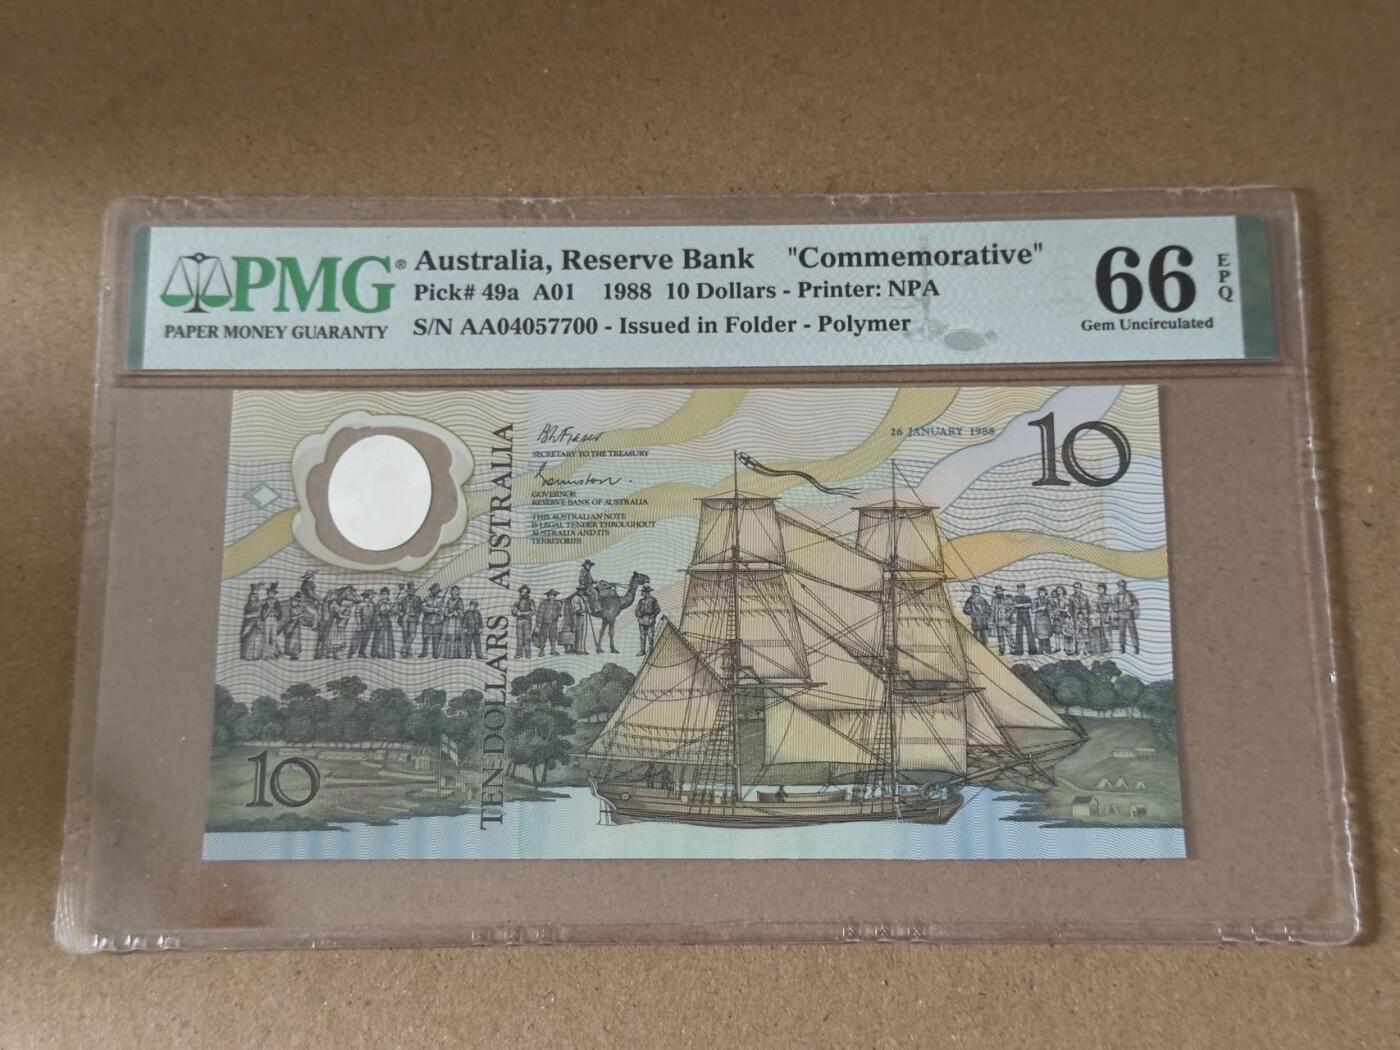 PMG®
PAPER MONEY GUARANTY
Australia, Reserve Bank "Commemorative"
Pick# 49a A01 1988 10 Dollars - Printer: NPA
S/N AA04057700 - Issued in Folder - Polymer
66
EPQ
Gem Uncirculated
TEN DOLLARS AUSTRALIA
BWFraser
SECRETARY TO THE TREASURY
GOVERNOR
RESERVE BANK OF AUSTRALIA
THIS AUSTRALIAN NOTE
IS LEGAL TENDER THROUGHOUT
AUSTRALIA AND ITS
TERRITORIES
26 JANUARY 1988
10
10